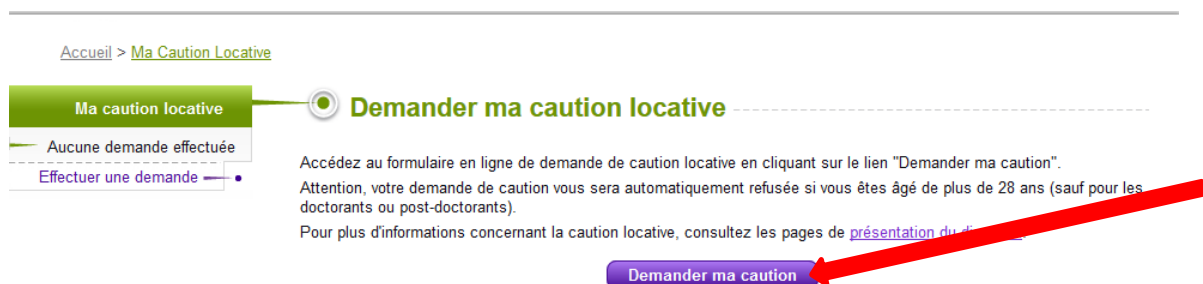 Accueil > Ma Caution Locative
Ma caution locative
Aucune demande effectuée
Effectuer une demande
Demander ma caution locative
Accédez au formulaire en ligne de demande de caution locative en cliquant sur le lien "Demander ma caution".
Attention, votre demande de caution vous sera automatiquement refusée si vous êtes âgé de plus de 28 ans (sauf pour les
doctorants ou post-doctorants).
Pour plus d'informations concernant la caution locative, consultez les pages de présentation du
Demander ma caution